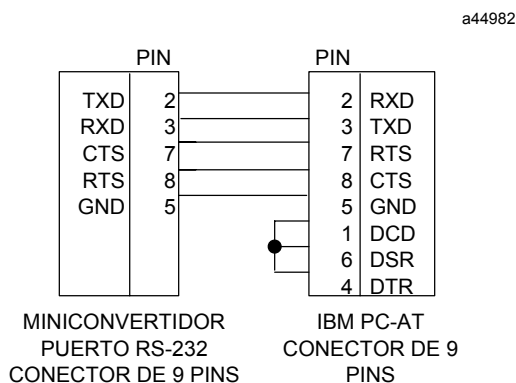 a44982
PIN PIN
TXD 2 2 RXD
RXD 3 3 TXD
CTS 7 7 RTS
RTS 8 8 CTS
GND 5 5 GND
1 DCD
6 DSR
4 DTR
MINICONVERTIDOR IBM PC-AT
PUERTO RS-232 CONECTOR DE 9
CONECTOR DE 9 PINS PINS